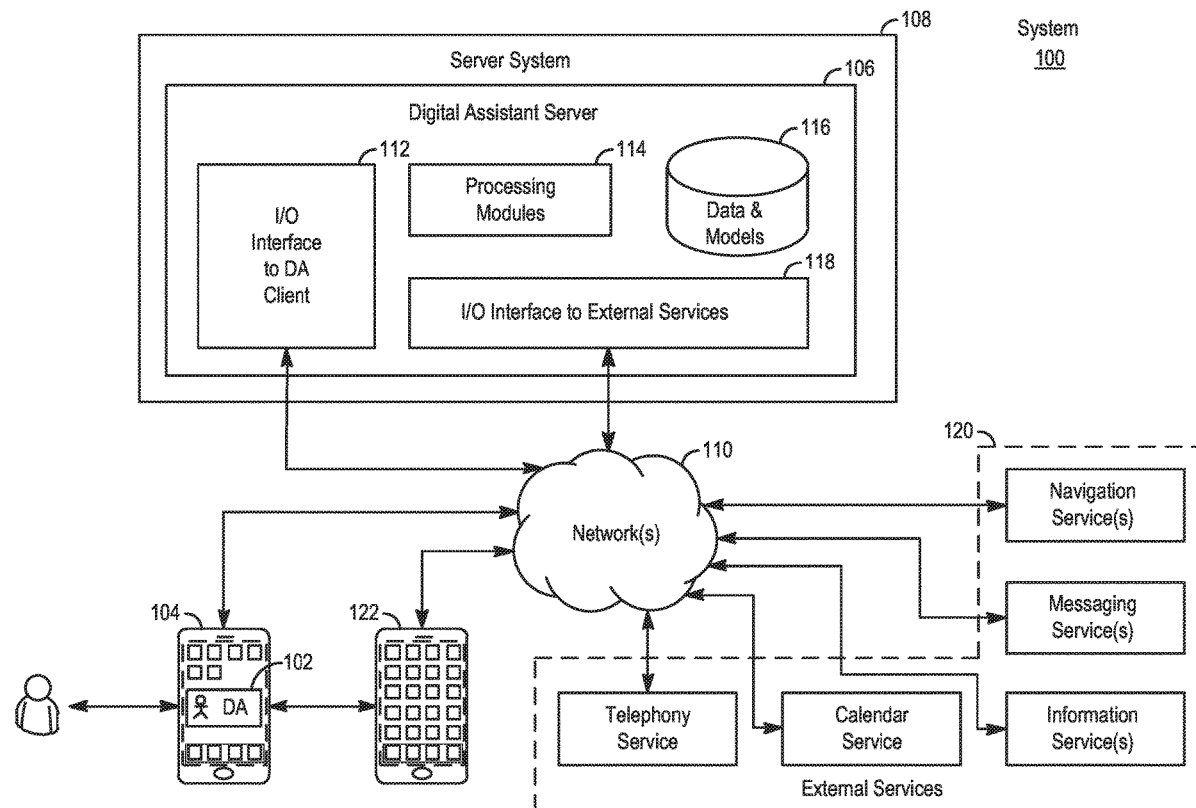 108
System
100
Server System
106
Digital Assistant Server
112
114
116
I/O
Interface
to DA
Client
Processing
Modules
Data &
Models
118
I/O Interface to External Services
110
120
Network(s)
Navigation
Service(s)
104
122
Messaging
Service(s)
102
DA
Telephony
Service
Calendar
Service
Information
Service(s)
External Services